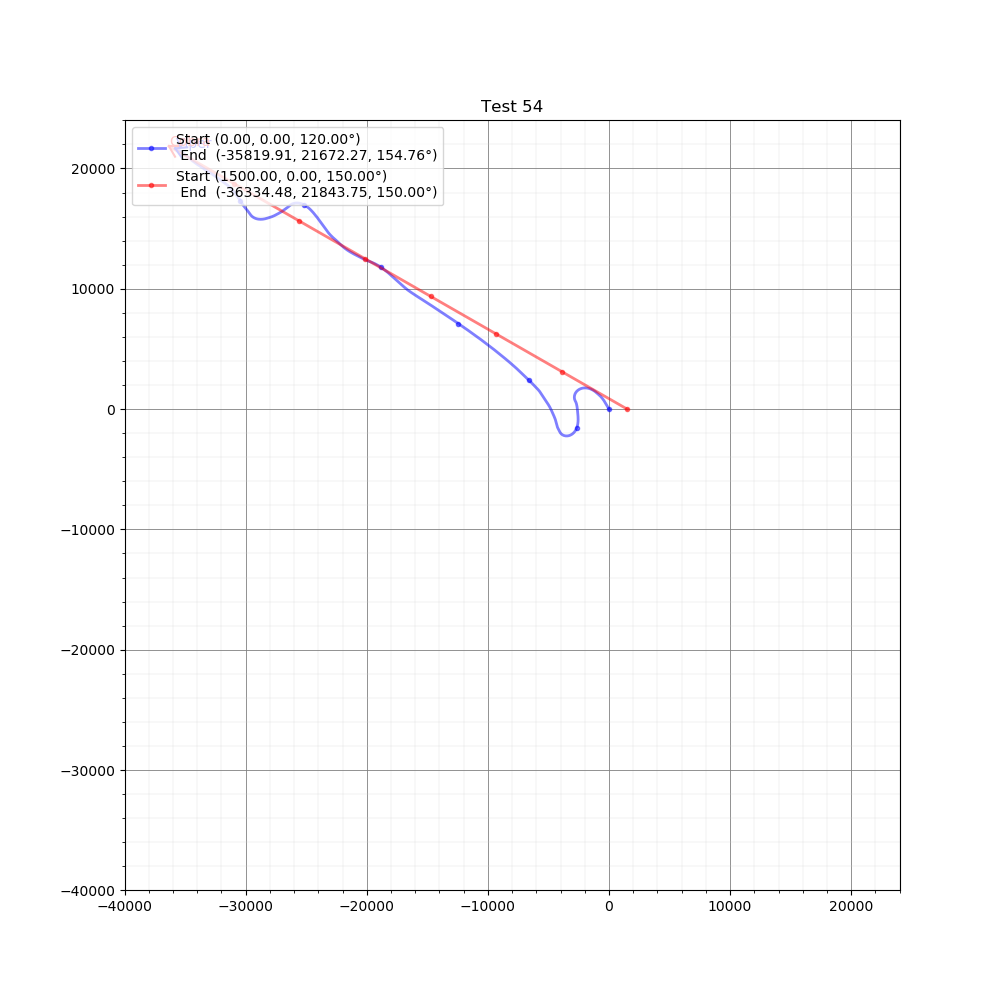 Test 54
Start (0.00, 0.00, 120.00°)
End (-35819.91, 21672.27, 154.76°)
Start (1500.00, 0.00, 150.00°)
End (-36334.48, 21843.75, 150.00°)
20000
10000
0
−10000
−20000
−30000
−40000
−40000 −30000 −20000 −10000 0 10000 20000